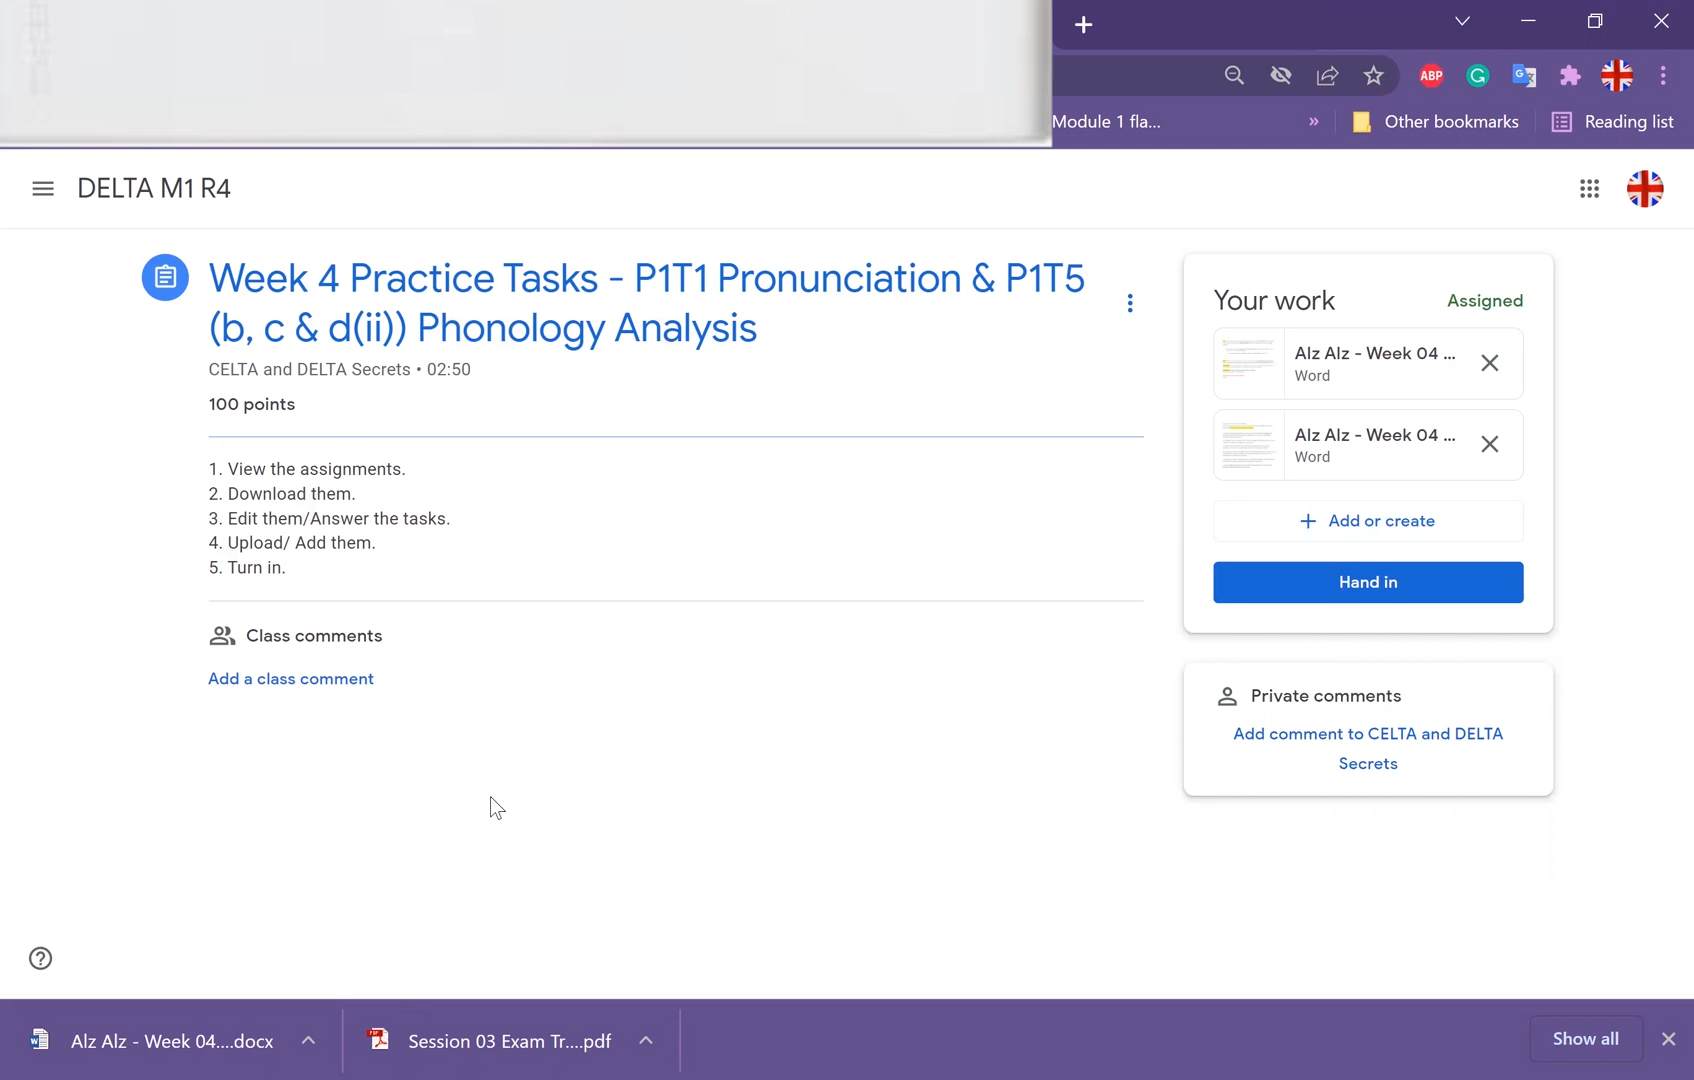 ABP
G
Module 1 fla...
»
Other bookmarks
Reading list
DELTA M1 R4
Week 4 Practice Tasks - P1T1 Pronunciation & P1T5
(b, c & d(ii)) Phonology Analysis
CELTA and DELTA Secrets • 02:50
100 points
1. View the assignments.
2. Download them.
3. Edit them/Answer the tasks.
4. Upload/ Add them.
5. Turn in.
Class comments
Add a class comment
Your work
Assigned
Alz Alz - Week 04 ...
Word
Alz Alz - Week 04 ...
Word
+ Add or create
Hand in
Private comments
Add comment to CELTA and DELTA
Secrets
Alz Alz - Week 04....docx
Session 03 Exam Tr....pdf
Show all